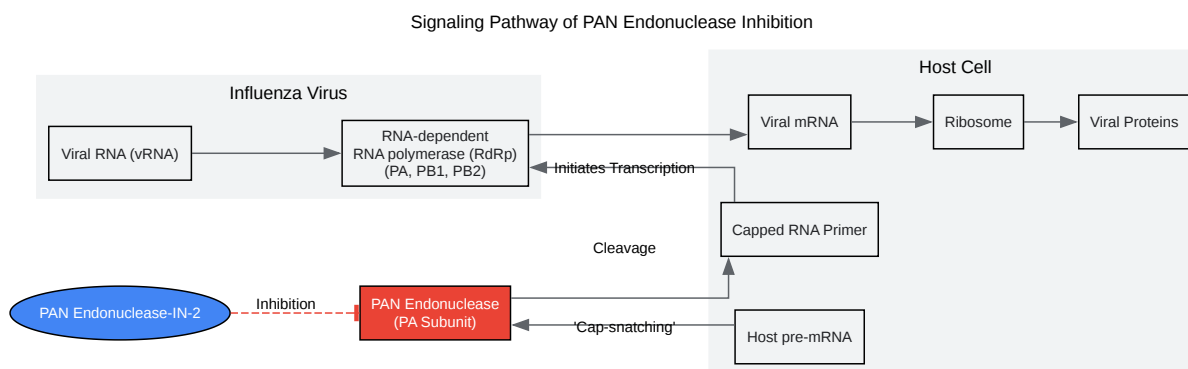 Signaling Pathway of PAN Endonuclease Inhibition
Host Cell
Influenza Virus
Viral RNA (vRNA)
RNA-dependent
RNA polymerase (RdRp)
(PA, PB1, PB2)
Viral mRNA
Ribosome
Viral Proteins
Initiates Transcription
Capped RNA Primer
Cleavage
PAN Endonuclease-IN-2
Inhibition
PAN Endonuclease
(PA Subunit)
'Cap-snatching'
Host pre-mRNA